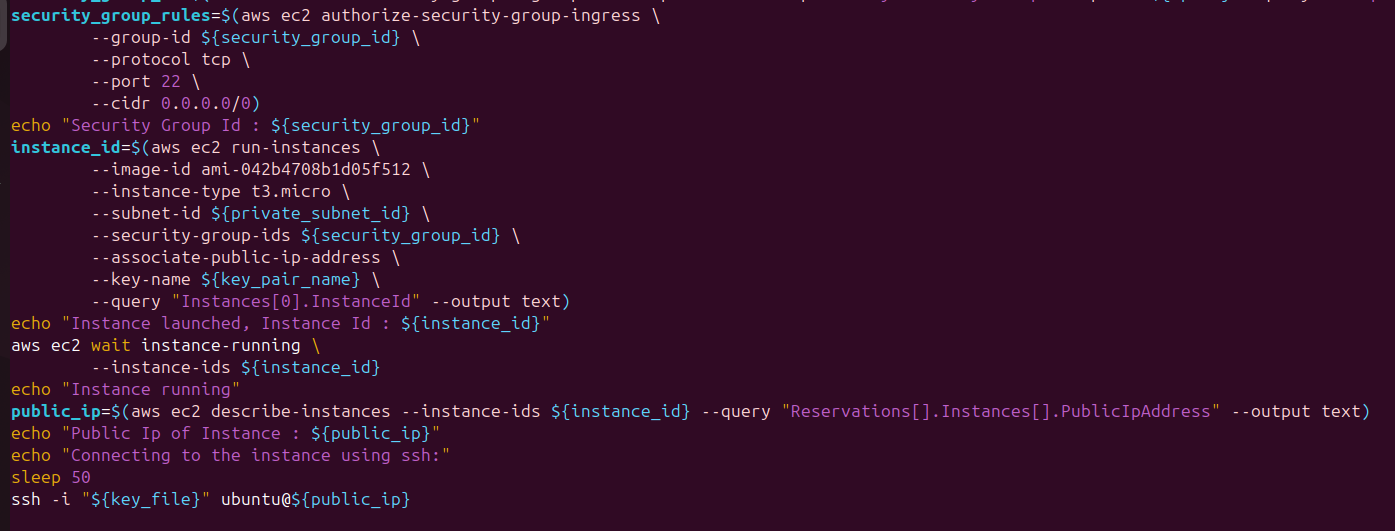 security_group_rules=$(aws ec2 authorize-security-group-ingress \
        --group-id ${security_group_id} \
        --protocol tcp \
        --port 22 \
        --cidr 0.0.0.0/0)
echo "Security Group Id : ${security_group_id}"
instance_id=$(aws ec2 run-instances \
        --image-id ami-042b4708b1d05f512 \
        --instance-type t3.micro \
        --subnet-id ${private_subnet_id} \
        --security-group-ids ${security_group_id} \
        --associate-public-ip-address \
        --key-name ${key_pair_name} \
        --query "Instances[0].InstanceId" --output text)
echo "Instance launched, Instance Id : ${instance_id}"
aws ec2 wait instance-running \
        --instance-ids ${instance_id}
echo "Instance running"
public_ip=$(aws ec2 describe-instances --instance-ids ${instance_id} --query "Reservations[].Instances[].PublicIpAddress" --output text)
echo "Public Ip of Instance : ${public_ip}"
echo "Connecting to the instance using ssh:"
sleep 50
ssh -i "${key_file}" ubuntu@${public_ip}